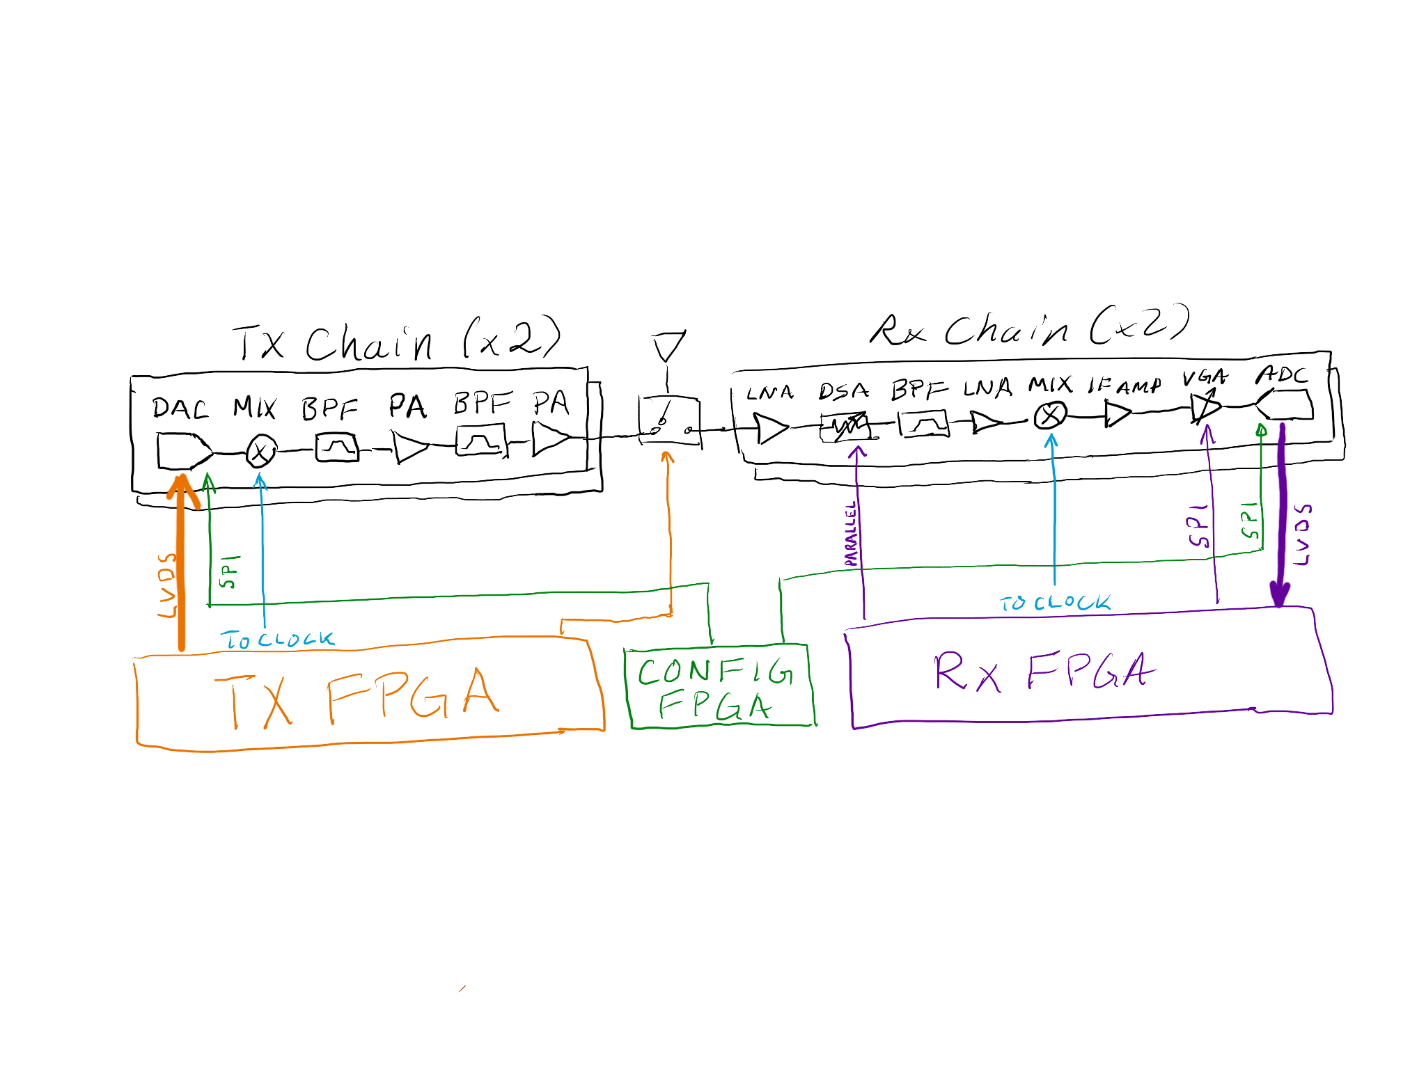 Tx Chain (x2)
Rx Chain (x2)
DAC MIX BPF PA BPF PA
LNA DSA BPF LNA MIX IF AMP VGA ADC
LVDS
SPI
TO CLOCK
PARALLEL
TO CLOCK
SPI
SPI
LVDS
TX FPGA
CONFIG
FPGA
Rx FPGA